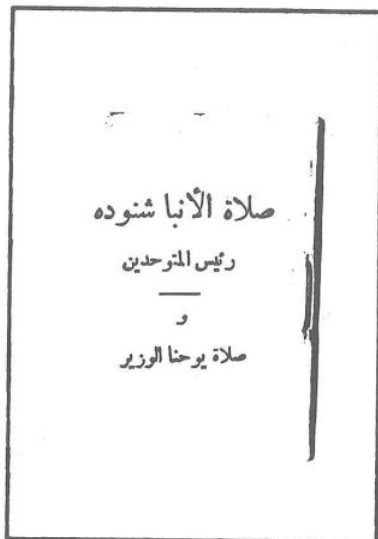 صلاة الأنبا شنوده
رئيس المتوحدين
و
صلاة يوحنا الوزير